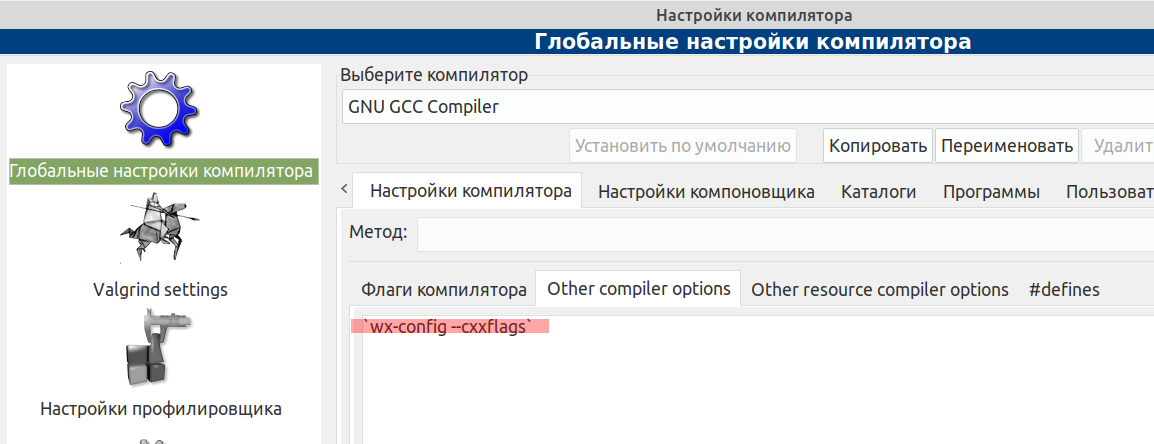 Настройки компилятора
Глобальные настройки компилятора
Глобальные настройки компилятора
Valgrind settings
Настройки профилировщика
Выберите компилятор
GNU GCC Compiler
Установить по умолчанию Копировать Переименовать Удалит
Настройки компилятора Настройки компоновщика Каталоги Программы Пользоват
Метод:
Флаги компилятора Other compiler options Other resource compiler options #defines
`wx-config --cxxflags`